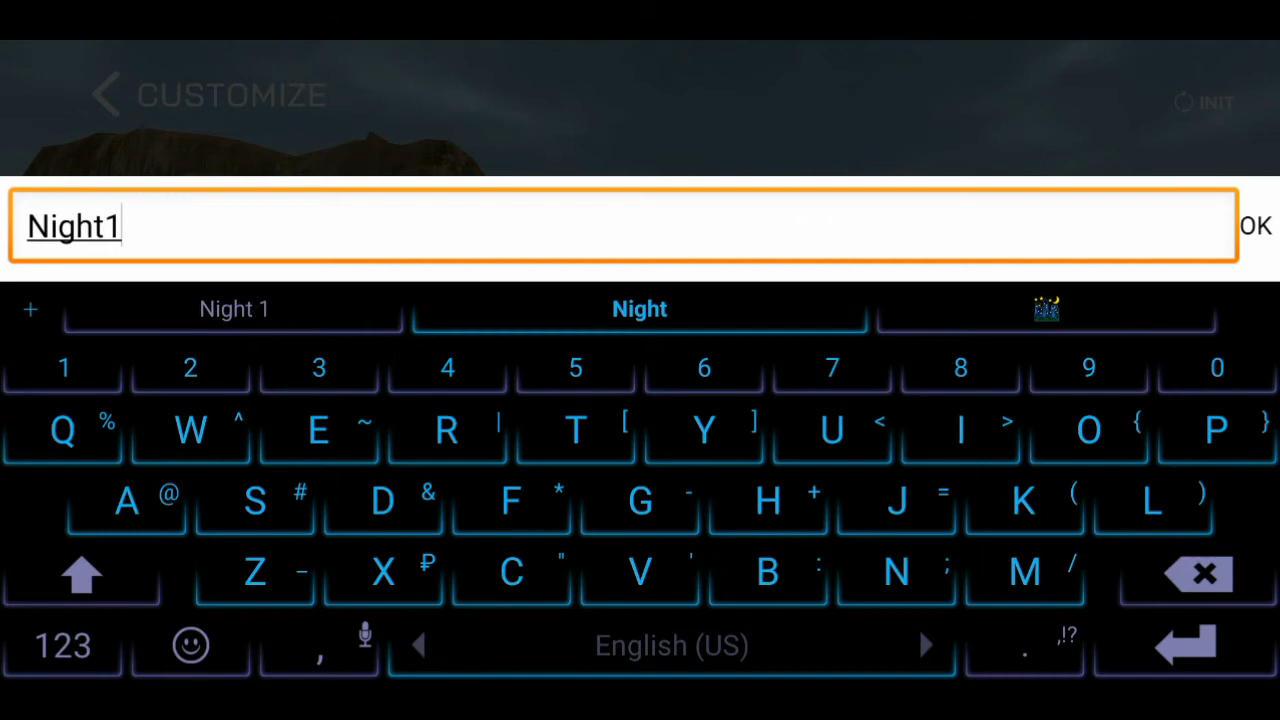 CUSTOMIZE
INIT
Night1
OK
+ Night 1 Night
1 2 3 4 5 6 7 8 9 0
Q % W ^ E ~ R | T [ Y ] U < I > O { P }
A @ S # D & F * G - H + J = K ( L )
Z _ X ₽ C " V ' B : N ; M /
123 , English (US) . ,!?